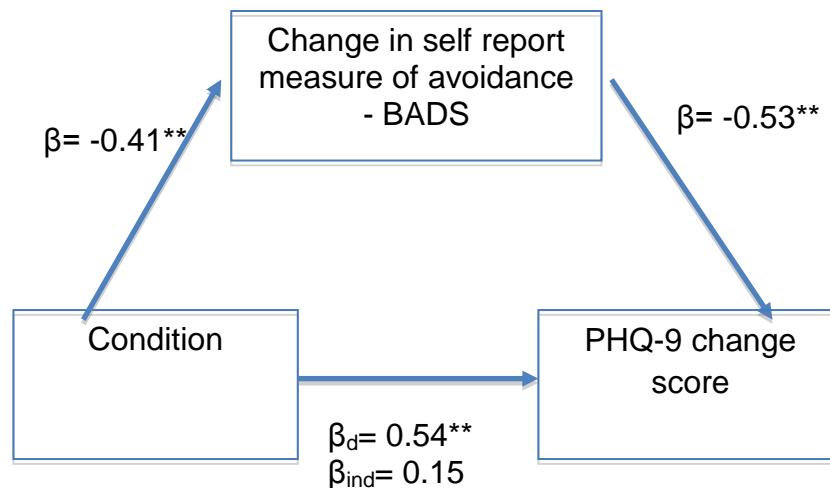 Change in self report
measure of avoidance
- BADS
β= -0.41**
β= -0.53**
Condition
PHQ-9 change
score
βd= 0.54**
βind= 0.15